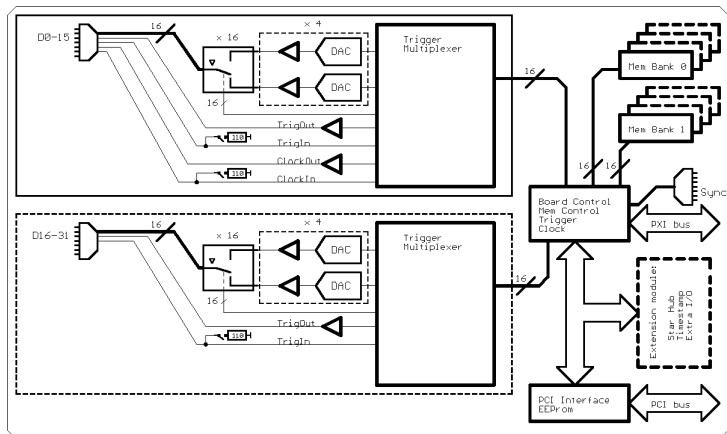 D0-15
16
× 16
16
× 4
DAC
DAC
TrigOut
110
TrigIn
ClockOut
110
ClockIn
Trigger
Multiplexer
16
Mem Bank 0
Mem Bank 1
16
16
Sync
Board Control
Mem Control
Trigger
Clock
PXI bus
D16-31
16
× 16
16
× 4
DAC
DAC
TrigOut
110
TrigIn
Trigger
Multiplexer
16
Extension module:
Star Hub
Timestamp
Extra I/O
PCI Interface
EEProm
PCI bus